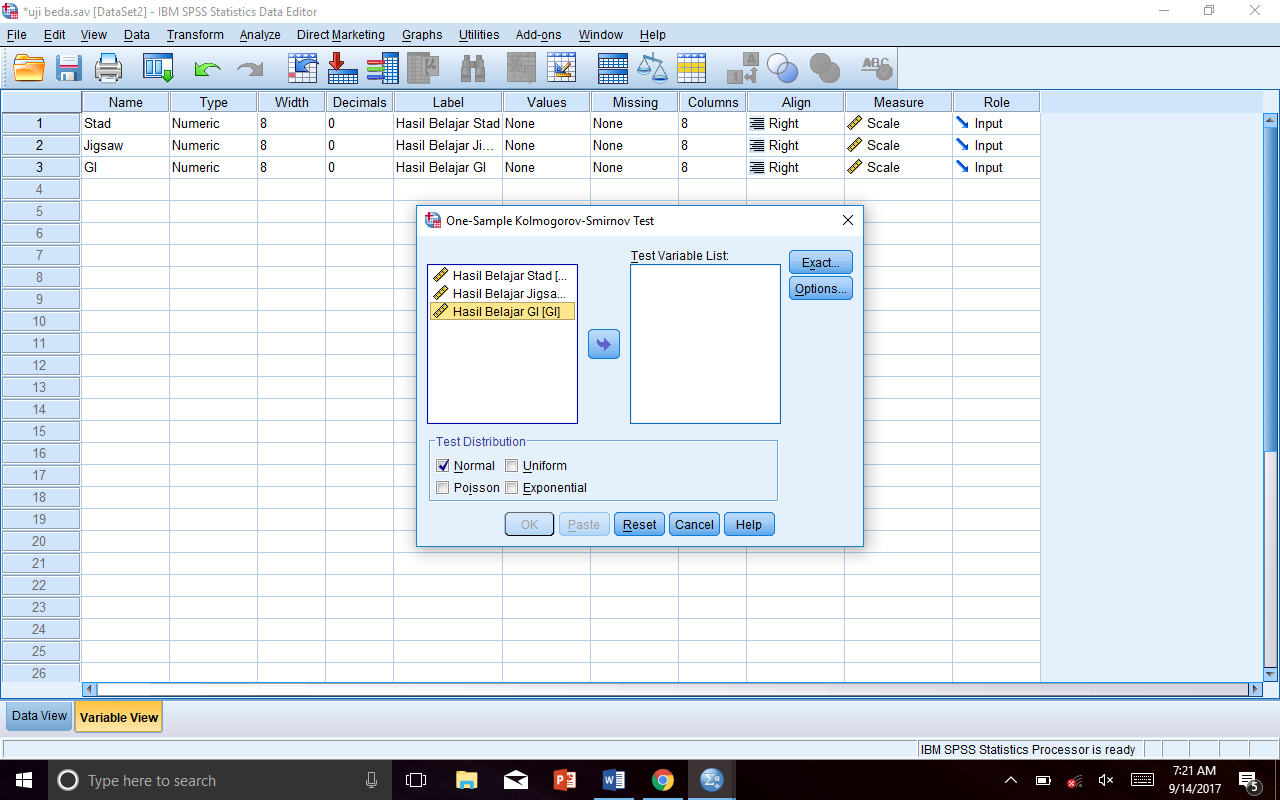 *uji beda.sav [DataSet2] - IBM SPSS Statistics Data Editor
File Edit View Data Transform Analyze Direct Marketing Graphs Utilities Add-ons Window Help
Name Type Width Decimals Label Values Missing Columns Align Measure Role
1 Stad Numeric 8 0 Hasil Belajar Stad None None 8 Right Scale Input
2 Jigsaw Numeric 8 0 Hasil Belajar Ji... None None 8 Right Scale Input
3 GI Numeric 8 0 Hasil Belajar GI None None 8 Right Scale Input
4
5
6
7
8
9
10
11
12
13
14
15
16
17
18
19
20
21
22
23
24
25
26
One-Sample Kolmogorov-Smirnov Test
Test Variable List:
Hasil Belajar Stad [...
Hasil Belajar Jigsa...
Hasil Belajar GI [GI]
Exact...
Options...
Test Distribution
Normal Uniform
Poisson Exponential
OK Paste Reset Cancel Help
Data View Variable View
IBM SPSS Statistics Processor is ready
Type here to search
7:21 AM
9/14/2017
5